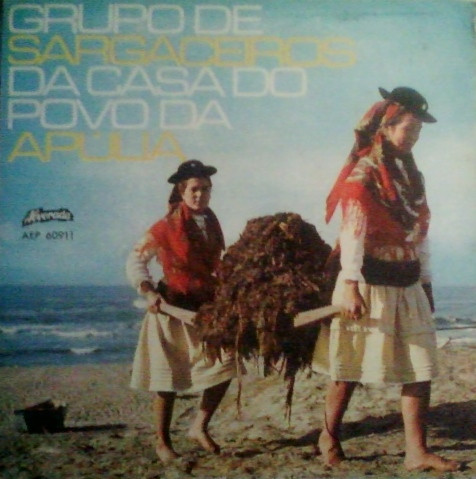 GRUPO DE
SARGACEIROS
DA CASA DO
POVO DA
APÚLIA
Alvorada
AEP 60911